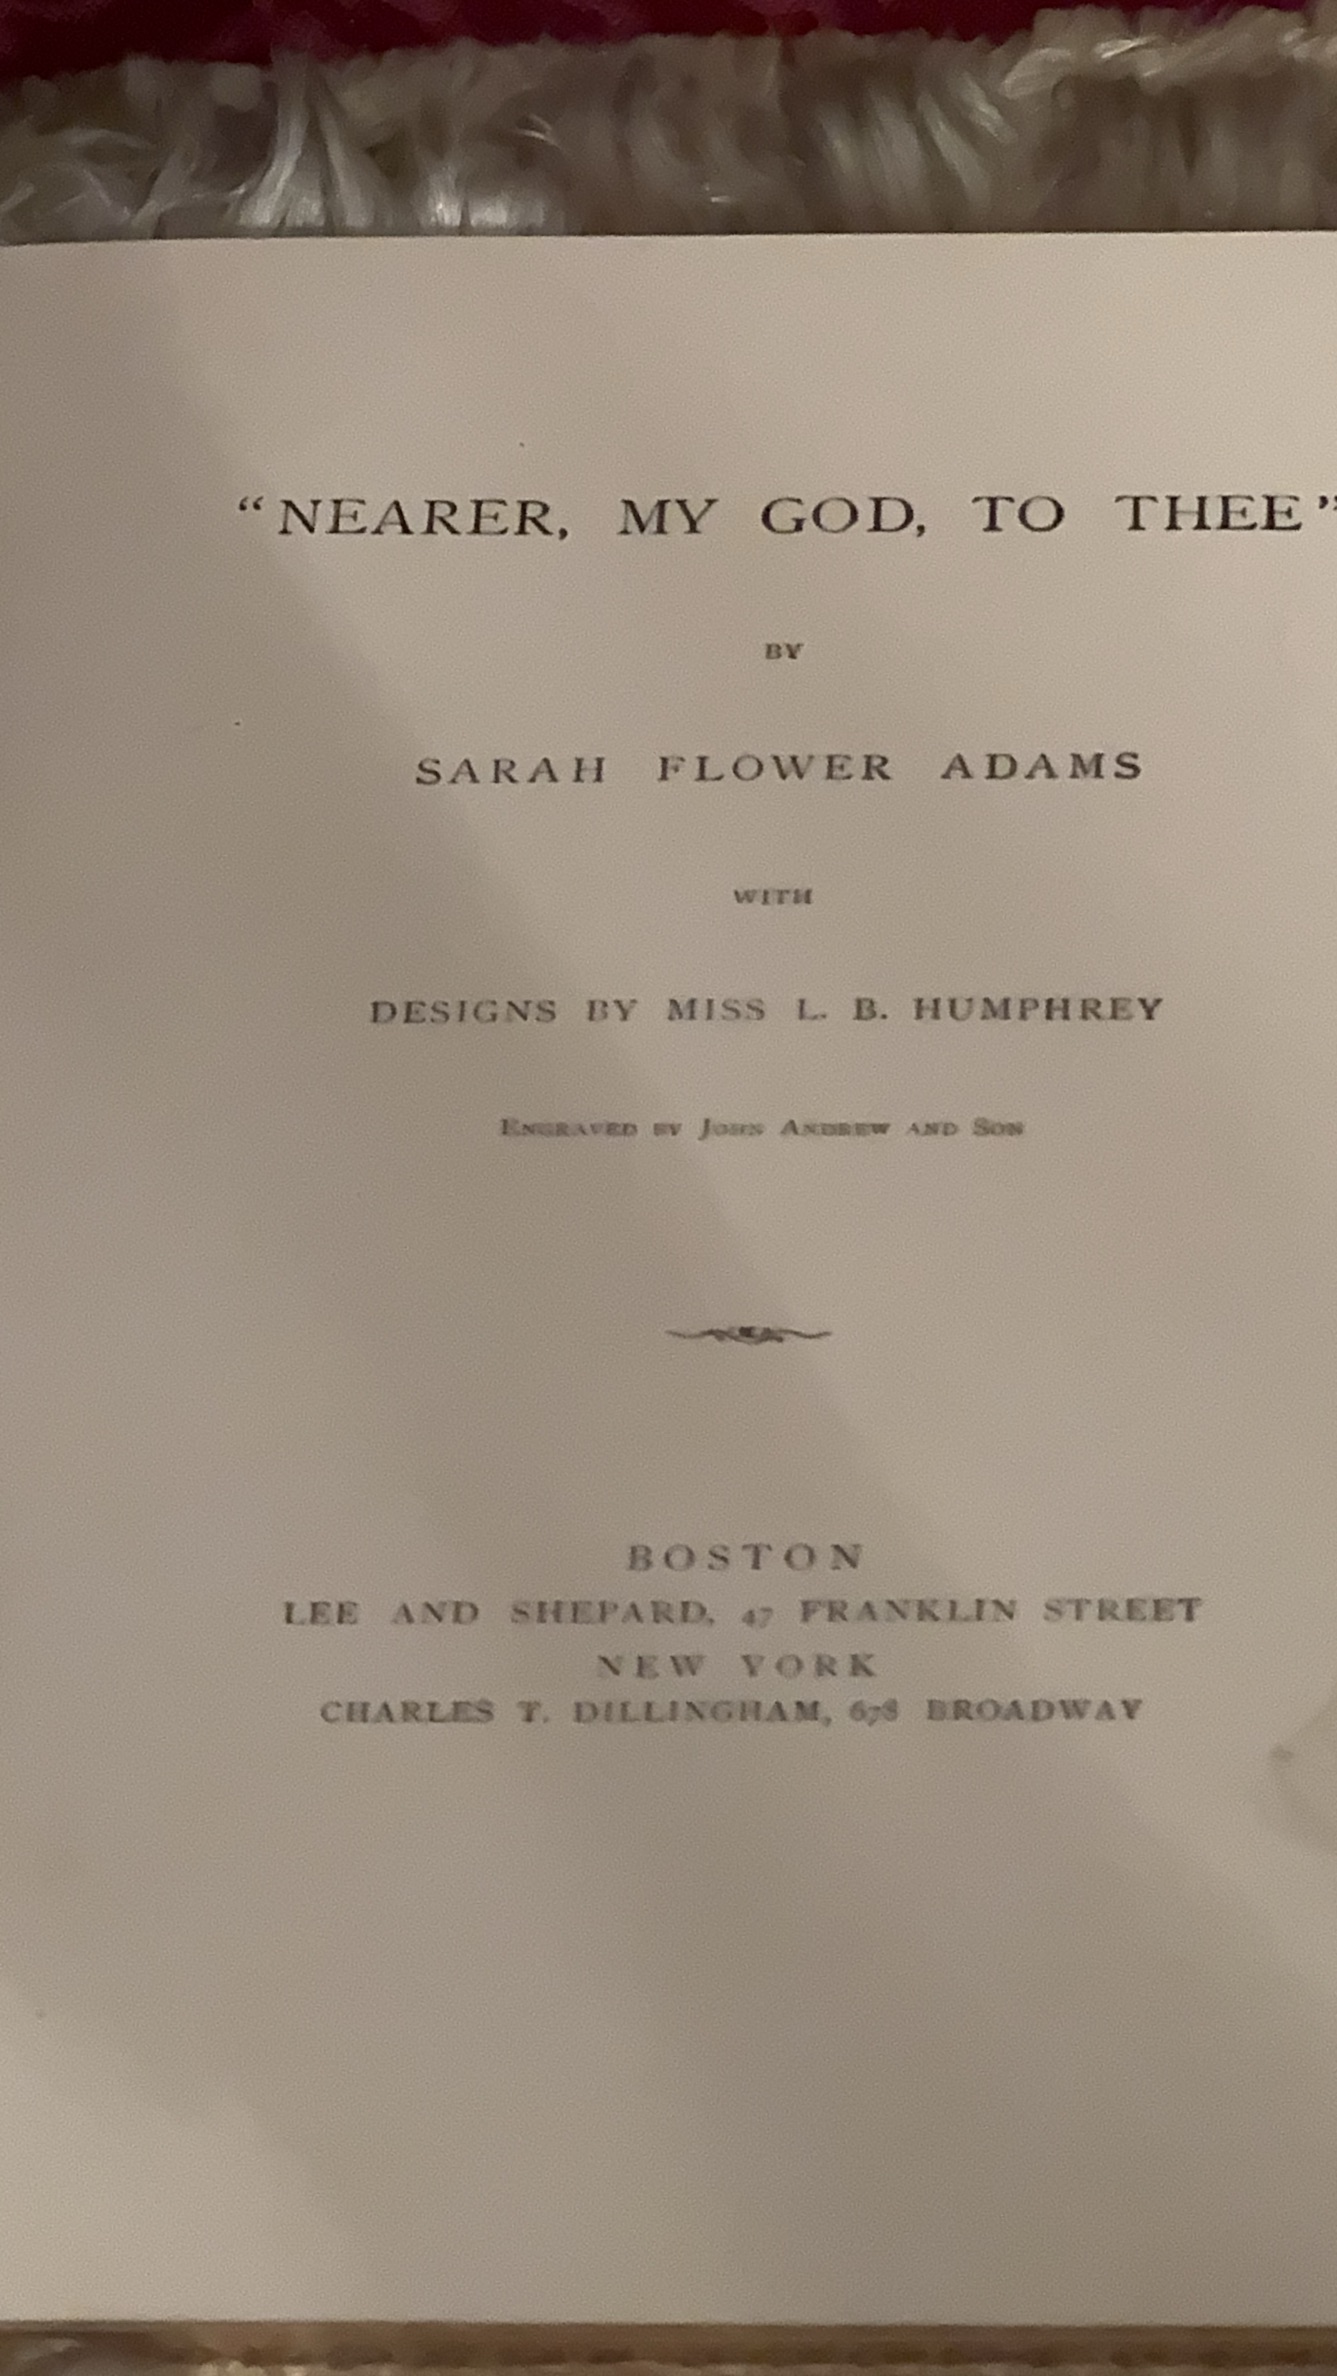 “NEARER, MY GOD, TO THEE”
BY
SARAH FLOWER ADAMS
WITH
DESIGNS BY MISS L. B. HUMPHREY
ENGRAVED BY JOHN ANDREW AND SON
BOSTON
LEE AND SHEPARD, 47 FRANKLIN STREET
NEW YORK
CHARLES T. DILLINGHAM, 678 BROADWAY